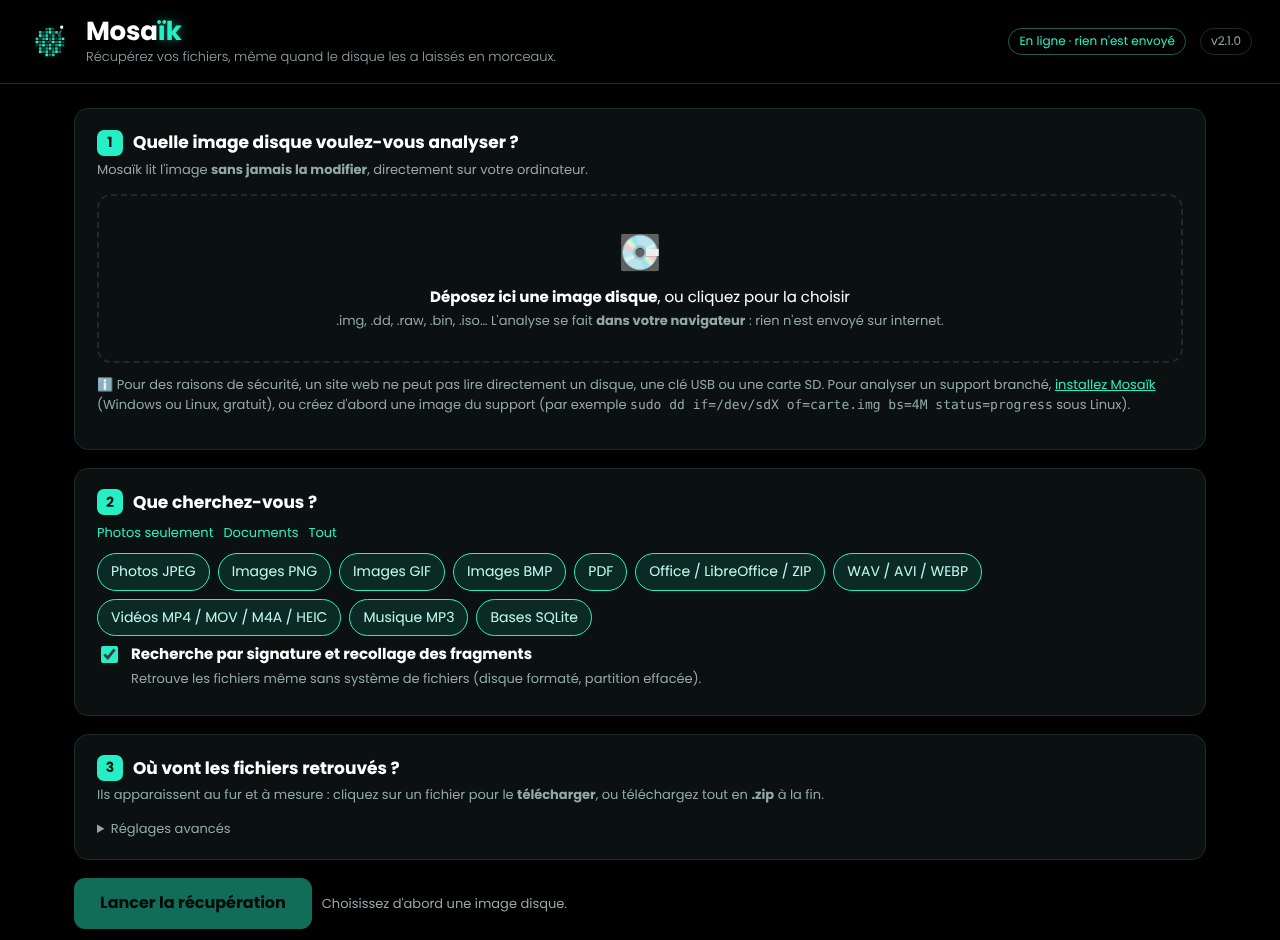 Mosaïk
Récupérez vos fichiers, même quand le disque les a laissés en morceaux.
En ligne · rien n'est envoyé
v2.1.0
1
Quelle image disque voulez-vous analyser ?
Mosaïk lit l'image sans jamais la modifier, directement sur votre ordinateur.
Déposez ici une image disque, ou cliquez pour la choisir
.img, .dd, .raw, .bin, .iso… L'analyse se fait dans votre navigateur : rien n'est envoyé sur internet.
ℹ️ Pour des raisons de sécurité, un site web ne peut pas lire directement un disque, une clé USB ou une carte SD. Pour analyser un support branché, installez Mosaïk
(Windows ou Linux, gratuit), ou créez d'abord une image du support (par exemple sudo dd if=/dev/sdX of=carte.img bs=4M status=progress sous Linux).
2
Que cherchez-vous ?
Photos seulement Documents Tout
Photos JPEG
Images PNG
Images GIF
Images BMP
PDF
Office / LibreOffice / ZIP
WAV / AVI / WEBP
Vidéos MP4 / MOV / M4A / HEIC
Musique MP3
Bases SQLite
Recherche par signature et recollage des fragments
Retrouve les fichiers même sans système de fichiers (disque formaté, partition effacée).
3
Où vont les fichiers retrouvés ?
Ils apparaissent au fur et à mesure : cliquez sur un fichier pour le télécharger, ou téléchargez tout en .zip à la fin.
Réglages avancés
Lancer la récupération
Choisissez d'abord une image disque.